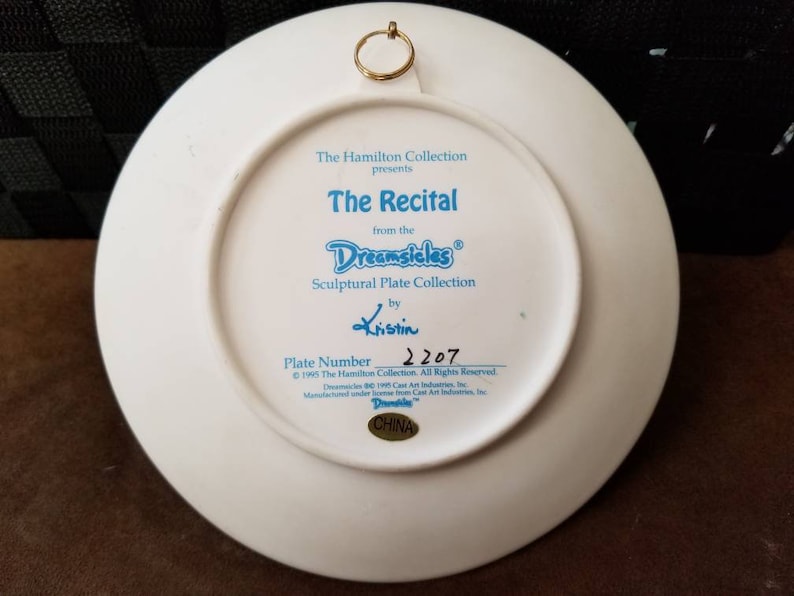 The Hamilton Collection
presents
The Recital
from the
Dreamsicles®
Sculptural Plate Collection
by
Kristin
Plate Number 2207
© 1995 The Hamilton Collection. All Rights Reserved.
Dreamsicles ®© 1995 Cast Art Industries, Inc.
Manufactured under license from Cast Art Industries, Inc
Dreamsicles™
CHINA